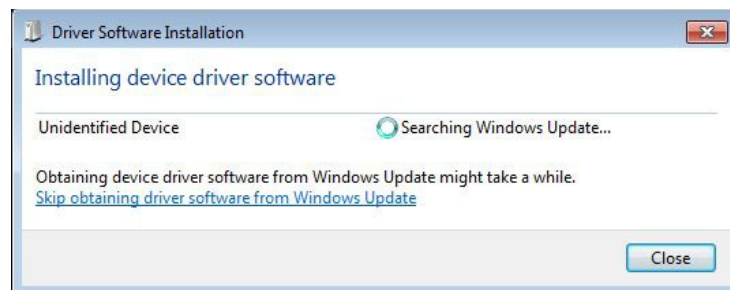 Driver Software Installation
Installing device driver software
Unidentified Device Searching Windows Update...
Obtaining device driver software from Windows Update might take a while.
Skip obtaining driver software from Windows Update
Close